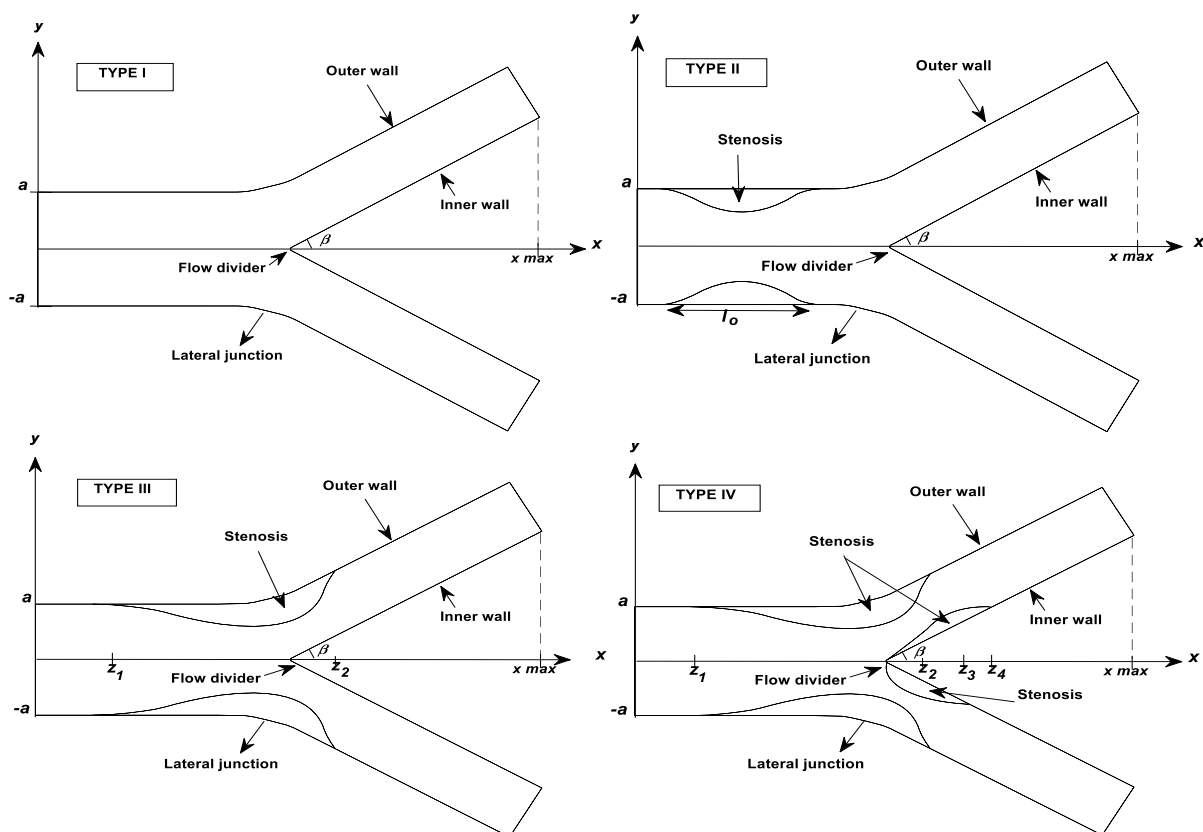 y
TYPE I
Outer wall
a
Inner wall
β
x
x max
Flow divider
-a
Lateral junction
y
TYPE II
Outer wall
Stenosis
a
Inner wall
β
x
x max
Flow divider
-a
l o
Lateral junction
y
TYPE III
Outer wall
Stenosis
a
Inner wall
β
x
z1
z2
x max
Flow divider
-a
Lateral junction
y
TYPE IV
Outer wall
Stenosis
a
Inner wall
β
x
z1
z2
z3
z4
x max
Flow divider
Stenosis
-a
Lateral junction